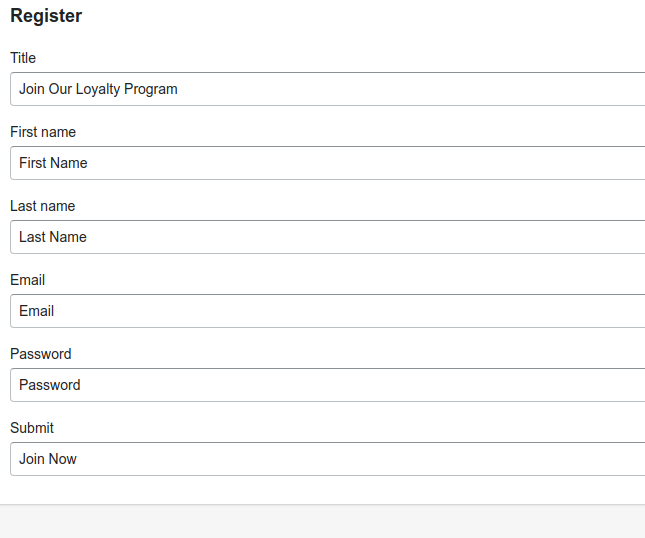 Register
Title
Join Our Loyalty Program
First name
First Name
Last name
Last Name
Email
Email
Password
Password
Submit
Join Now